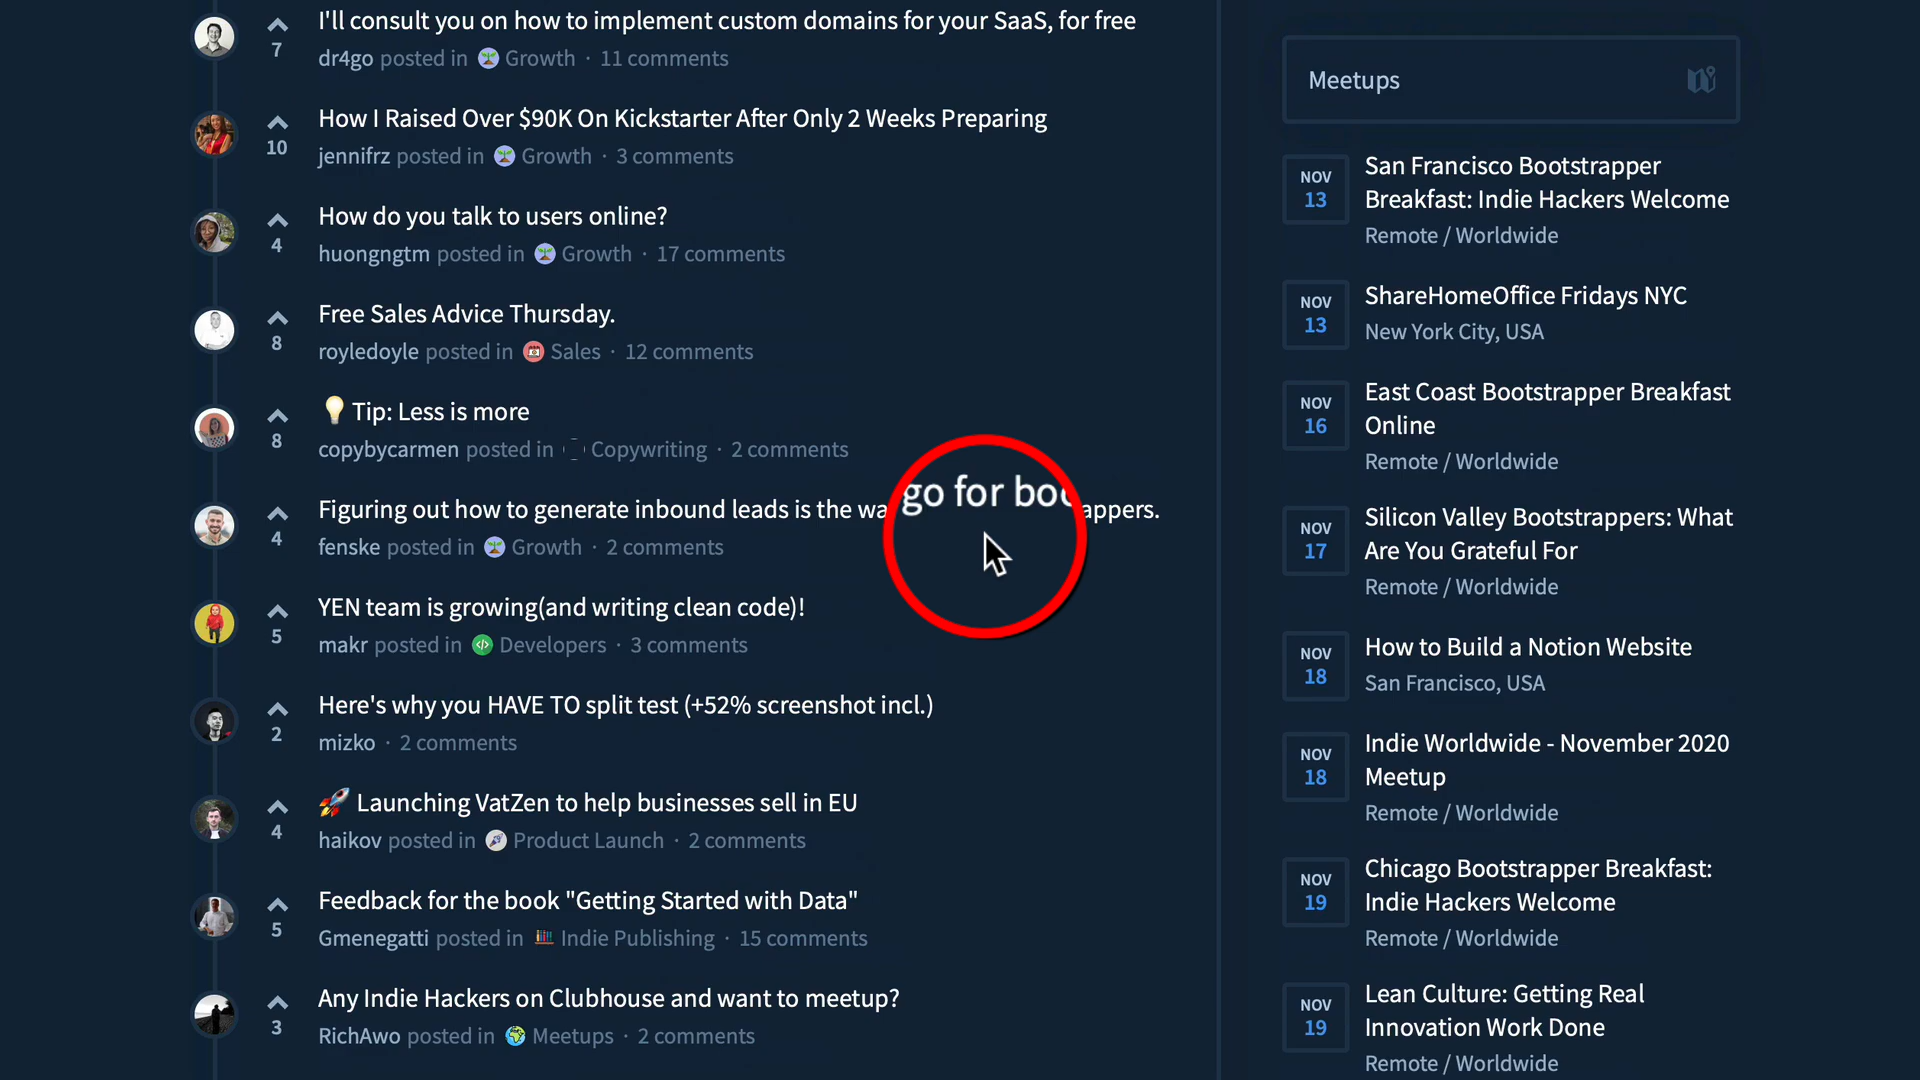 I'll consult you on how to implement custom domains for your SaaS, for free
7
dr4go posted in Growth · 11 comments
How I Raised Over $90K On Kickstarter After Only 2 Weeks Preparing
10
jennifrz posted in Growth · 3 comments
How do you talk to users online?
4
huongngtm posted in Growth · 17 comments
Free Sales Advice Thursday.
8
royledoyle posted in Sales · 12 comments
Tip: Less is more
8
copybycarmen posted in Copywriting · 2 comments
Figuring out how to generate inbound leads is the wa go for boo appers.
4
fenske posted in Growth · 2 comments
YEN team is growing(and writing clean code)!
5
makr posted in Developers · 3 comments
Here's why you HAVE TO split test (+52% screenshot incl.)
2
mizko · 2 comments
Launching VatZen to help businesses sell in EU
4
haikov posted in Product Launch · 2 comments
Feedback for the book "Getting Started with Data"
5
Gmenegatti posted in Indie Publishing · 15 comments
Any Indie Hackers on Clubhouse and want to meetup?
3
RichAwo posted in Meetups · 2 comments
Meetups
NOV
13
San Francisco Bootstrapper
Breakfast: Indie Hackers Welcome
Remote / Worldwide
NOV
13
ShareHomeOffice Fridays NYC
New York City, USA
NOV
16
East Coast Bootstrapper Breakfast
Online
Remote / Worldwide
NOV
17
Silicon Valley Bootstrappers: What
Are You Grateful For
Remote / Worldwide
NOV
18
How to Build a Notion Website
San Francisco, USA
NOV
18
Indie Worldwide - November 2020
Meetup
Remote / Worldwide
NOV
19
Chicago Bootstrapper Breakfast:
Indie Hackers Welcome
Remote / Worldwide
NOV
19
Lean Culture: Getting Real
Innovation Work Done
Remote / Worldwide